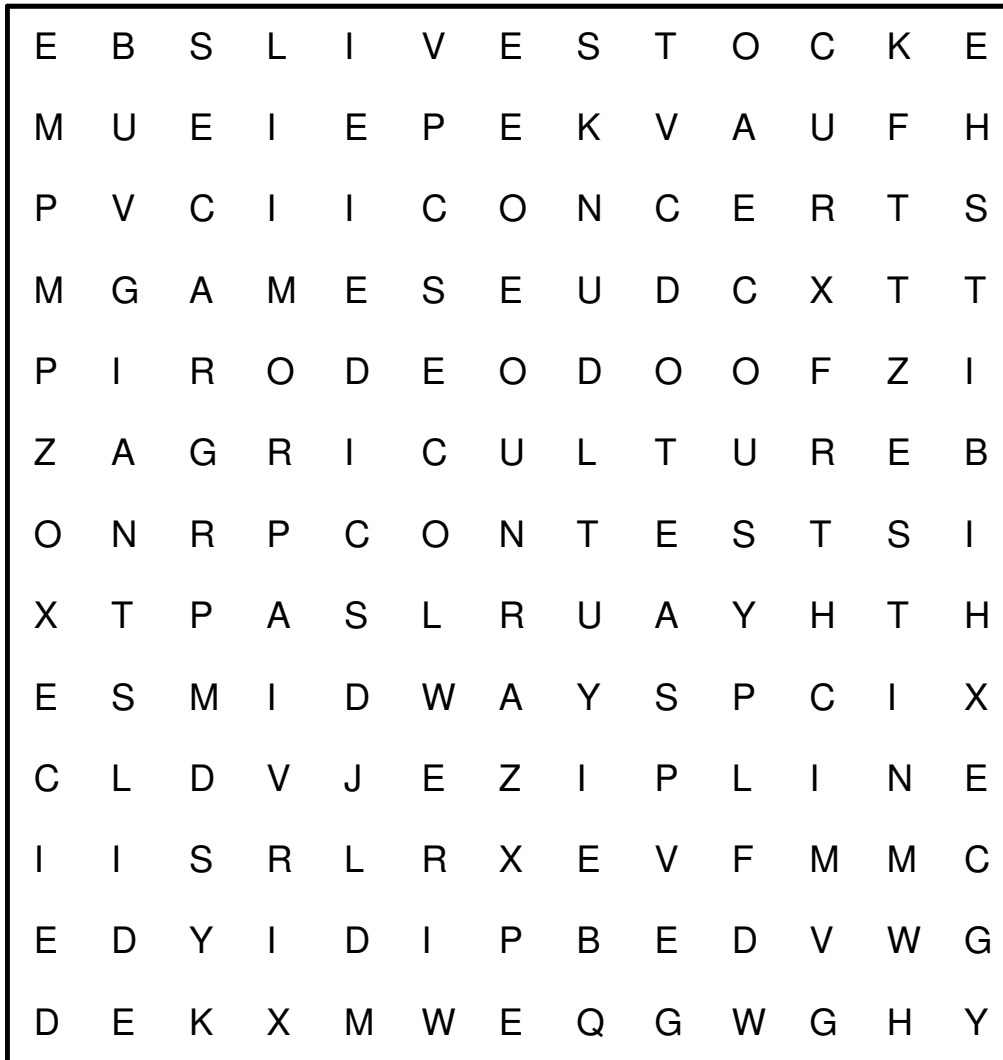 E B S L I V E S T O C K E
M U E I E P E K V A U F H
P V C I I C O N C E R T S
M G A M E S E U D C X T T
P I R O D E O D O O F Z I
Z A G R I C U L T U R E B
O N R P C O N T E S T S I
X T P A S L R U A Y H T H
E S M I D W A Y S P C I X
C L D V J E Z I P L I N E
I I S R L R X E V F M M C
E D Y I D I P B E D V W G
D E K X M W E Q G W G H Y